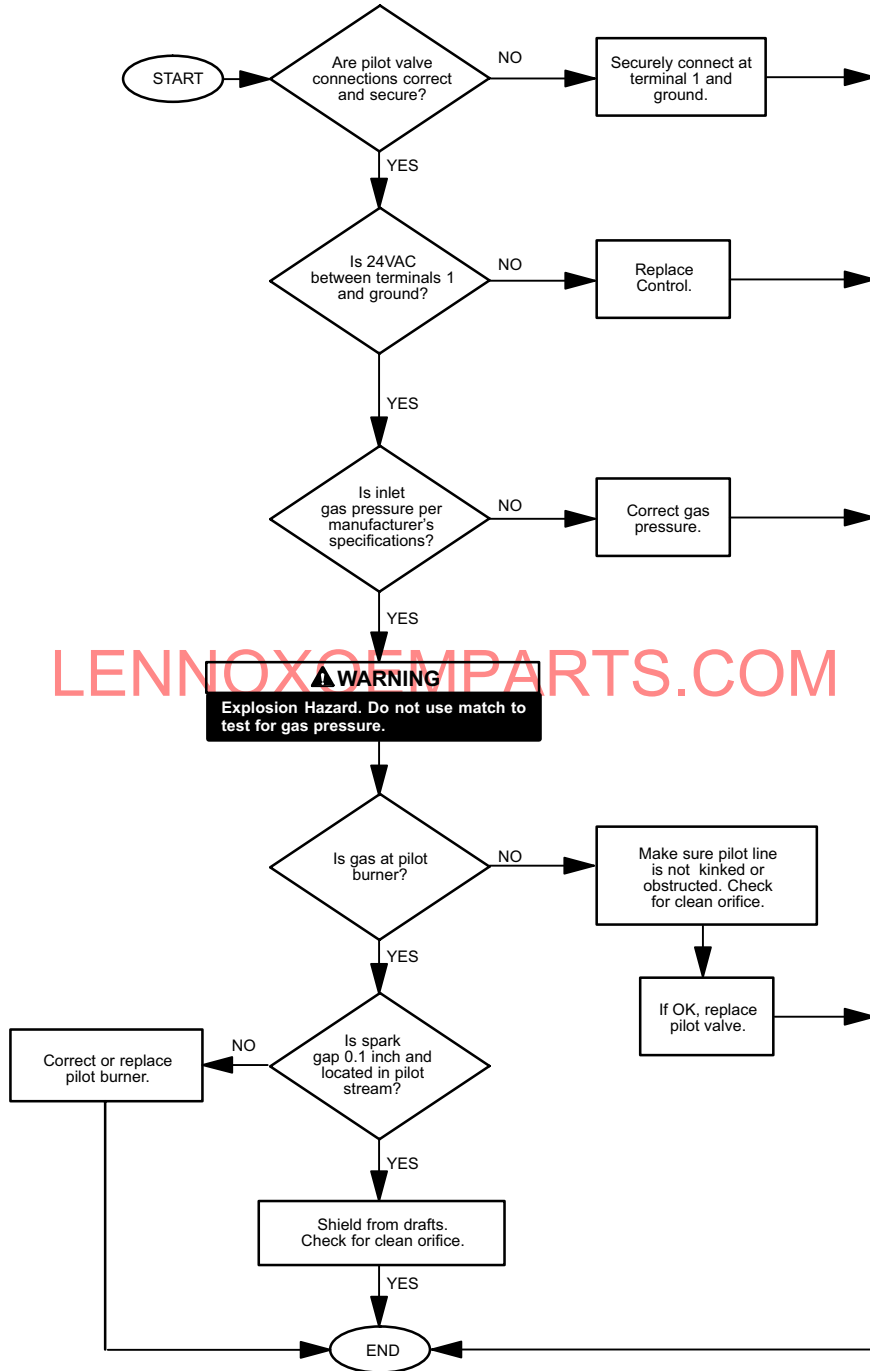 START
Are pilot valve
connections correct
and secure?
NO
Securely connect at
terminal 1 and
ground.
YES
Is 24VAC
between terminals 1
and ground?
NO
Replace
Control.
YES
Is inlet
gas pressure per
manufacturer's
specifications?
NO
Correct gas
pressure.
YES
LENNOXOEMPARTS.COM
WARNING
Explosion Hazard. Do not use match to
test for gas pressure.
Is gas at pilot
burner?
NO
Make sure pilot line
is not kinked or
obstructed. Check
for clean orifice.
YES
If OK, replace
pilot valve.
Is spark
gap 0.1 inch and
located in pilot
stream?
NO
Correct or replace
pilot burner.
YES
Shield from drafts.
Check for clean orifice.
YES
END